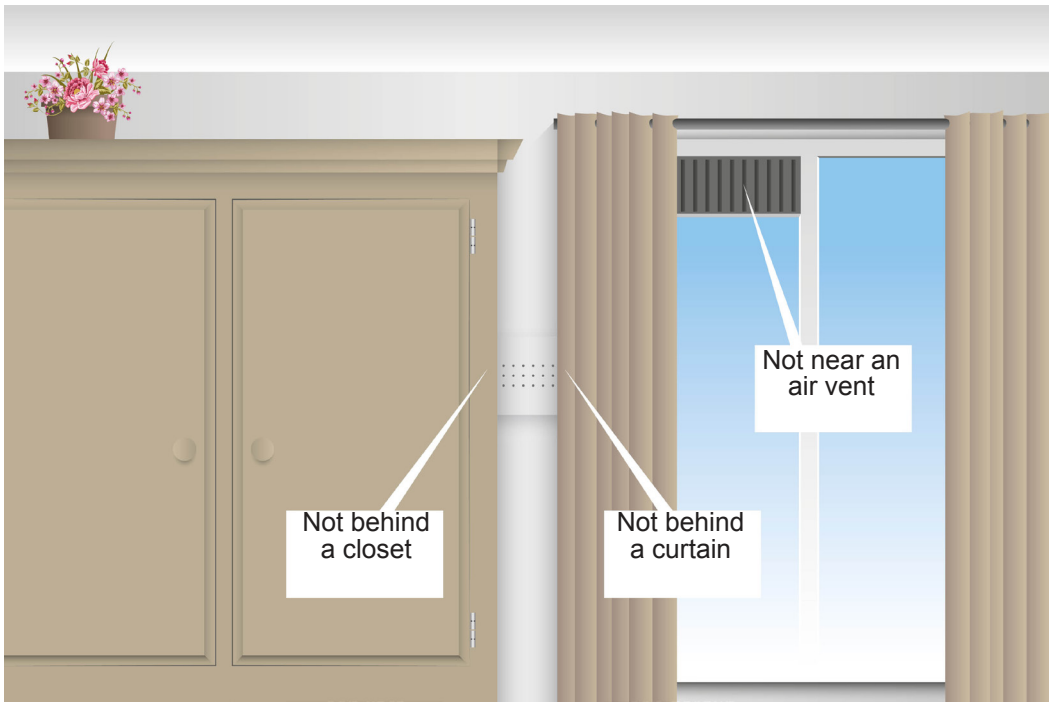 Not near an
air vent
Not behind
a closet
Not behind
a curtain